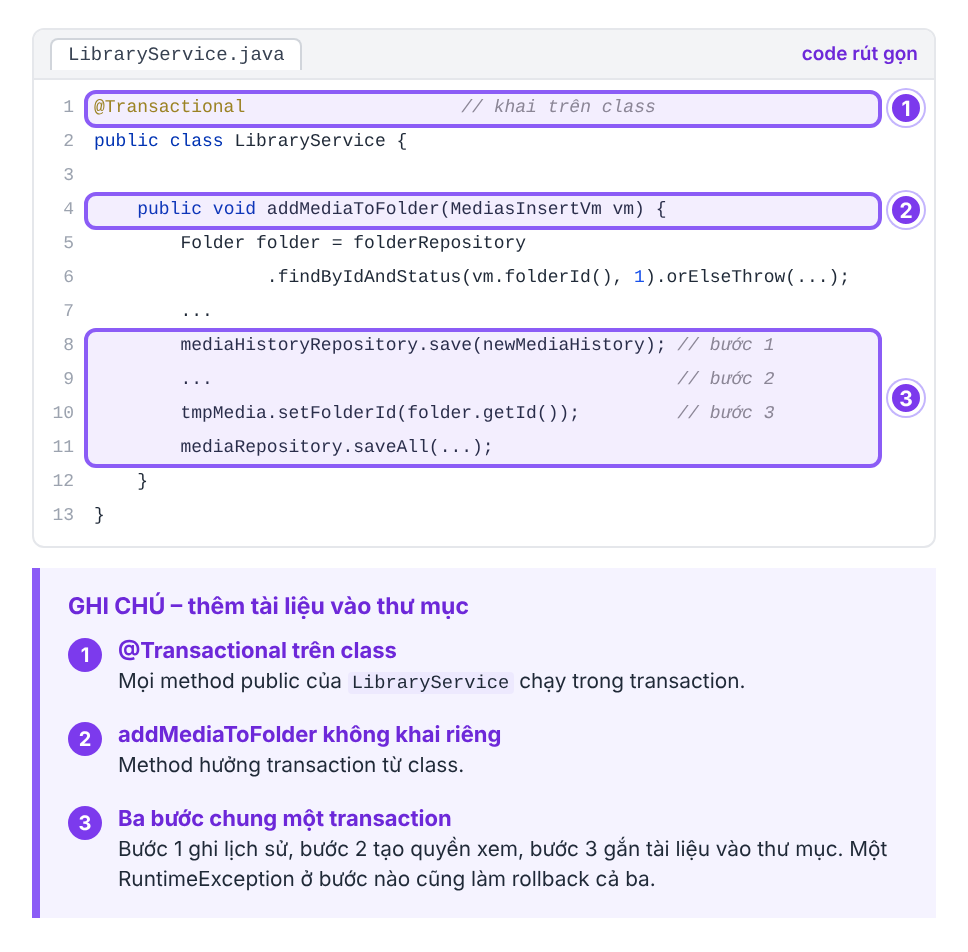 LibraryService.java
code rút gọn
1 @Transactional                    // khai trên class
2 public class LibraryService {
3
4     public void addMediaToFolder(MediasInsertVm vm) {
5         Folder folder = folderRepository
6                 .findByIdAndStatus(vm.folderId(), 1).orElseThrow(...);
7         ...
8         mediaHistoryRepository.save(newMediaHistory); // bước 1
9         ...                                           // bước 2
10         tmpMedia.setFolderId(folder.getId());         // bước 3
11         mediaRepository.saveAll(...);
12     }
13 }
1
2
3
GHI CHÚ – thêm tài liệu vào thư mục
1 @Transactional trên class
Mọi method public của LibraryService chạy trong transaction.
2 addMediaToFolder không khai riêng
Method hưởng transaction từ class.
3 Ba bước chung một transaction
Bước 1 ghi lịch sử, bước 2 tạo quyền xem, bước 3 gắn tài liệu vào thư mục. Một
RuntimeException ở bước nào cũng làm rollback cả ba.